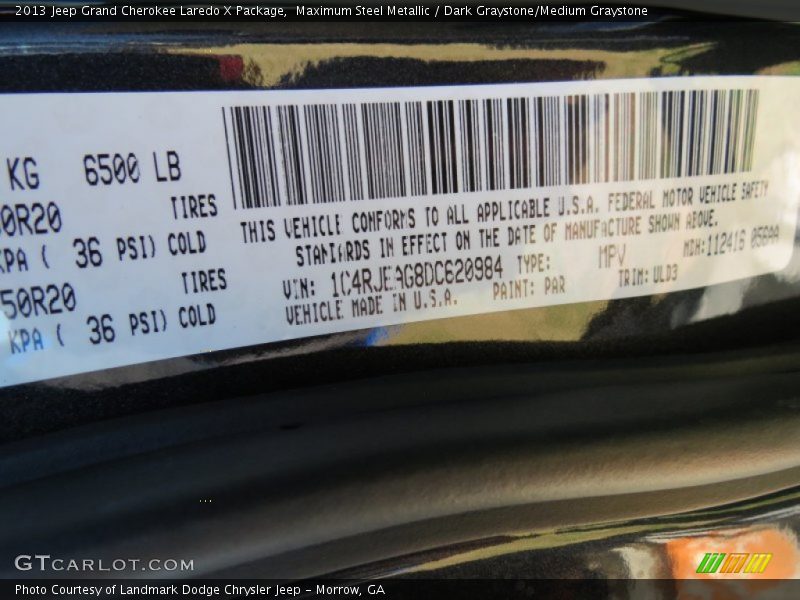 2013 Jeep Grand Cherokee Laredo X Package, Maximum Steel Metallic / Dark Graystone/Medium Graystone
KG 6500 LB
50R20 TIRES
KPA ( 36 PSI) COLD
50R20 TIRES
KPA ( 36 PSI) COLD
THIS VEHICLE CONFORMS TO ALL APPLICABLE U.S.A. FEDERAL MOTOR VEHICLE SAFETY
STANDARDS IN EFFECT ON THE DATE OF MANUFACTURE SHOWN ABOVE.
VIN: 1C4RJEAG8DC620984 TYPE: MPV MDH:112416
VEHICLE MADE IN U.S.A. PAINT: PAR TRIM:ULD3
GTCARLOT.COM
Photo Courtesy of Landmark Dodge Chrysler Jeep - Morrow, GA